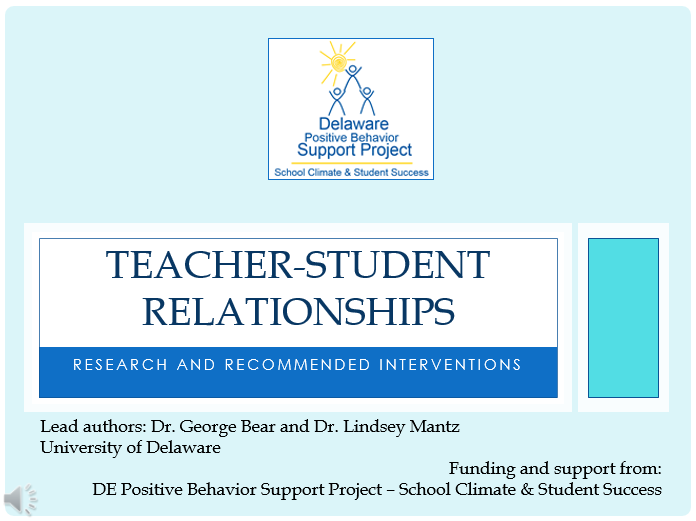 Delaware
Positive Behavior
Support Project
School Climate & Student Success
TEACHER-STUDENT
RELATIONSHIPS
RESEARCH AND RECOMMENDED INTERVENTIONS
Lead authors: Dr. George Bear and Dr. Lindsey Mantz
University of Delaware
Funding and support from:
DE Positive Behavior Support Project – School Climate & Student Success